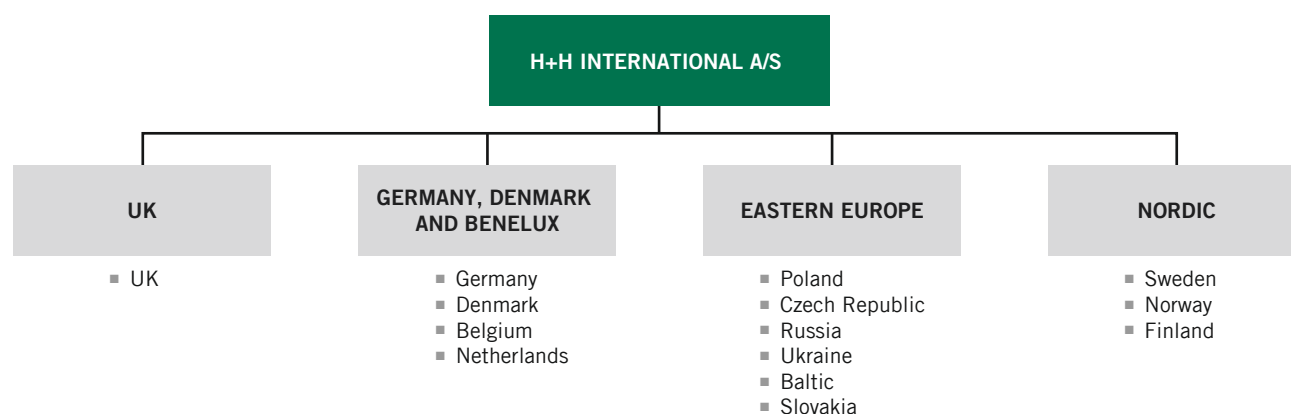 H+H INTERNATIONAL A/S
UK
UK
GERMANY, DENMARK
AND BENELUX
Germany
Denmark
Belgium
Netherlands
EASTERN EUROPE
Poland
Czech Republic
Russia
Ukraine
Baltic
Slovakia
NORDIC
Sweden
Norway
Finland